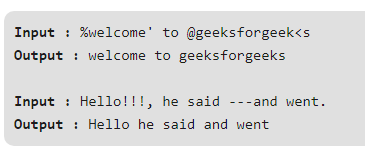 Input : %welcome' to @geeksforgeek<s
Output : welcome to geeksforgeeks
Input : Hello!!!, he said ---and went.
Output : Hello he said and went